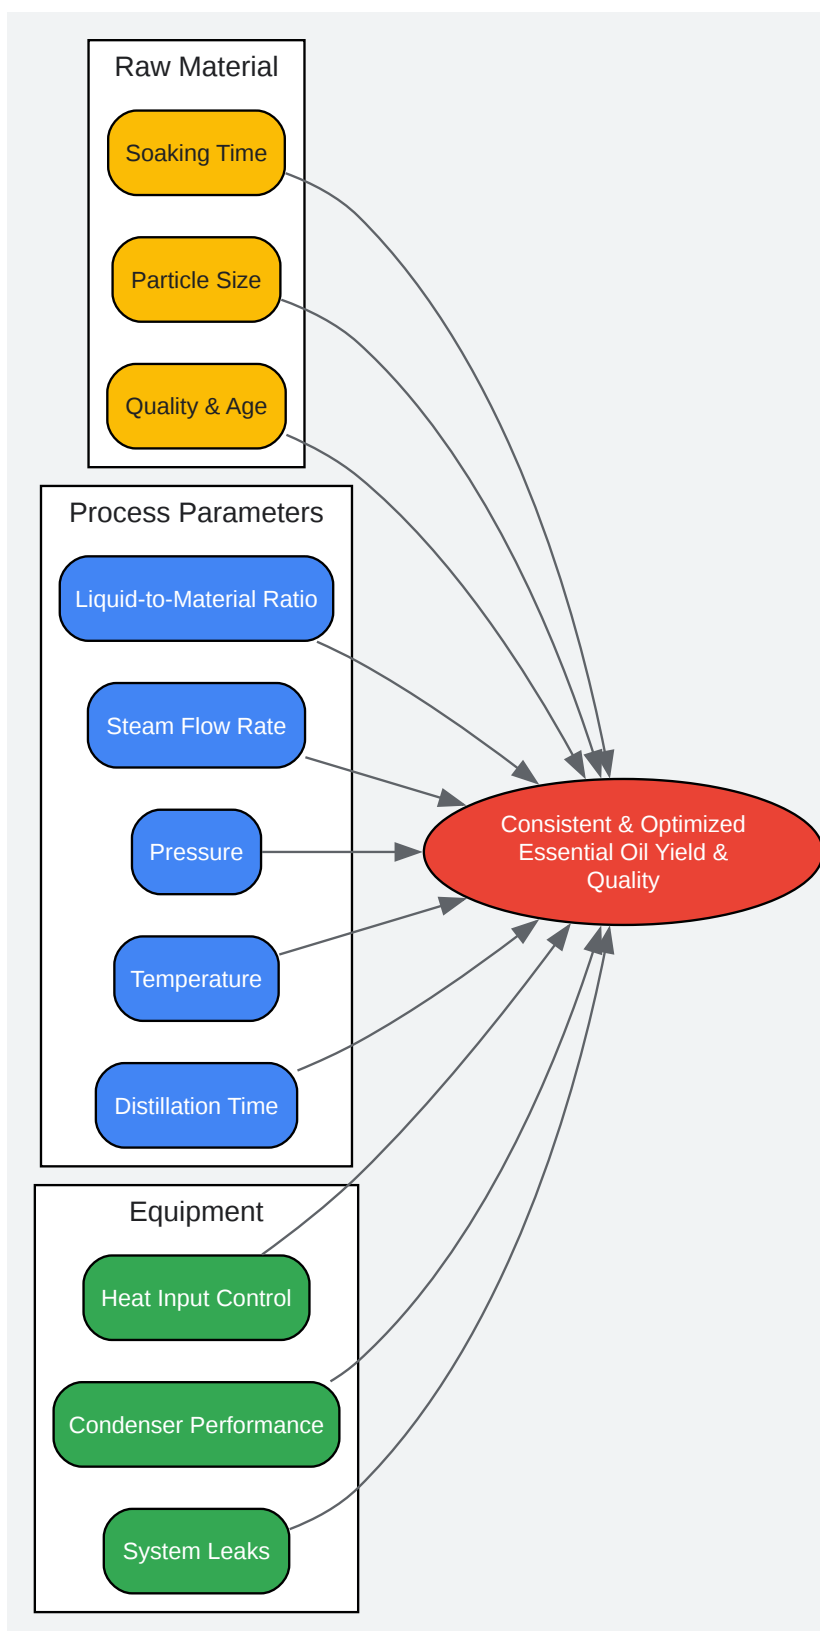 Raw Material
Soaking Time
Particle Size
Quality & Age
Process Parameters
Liquid-to-Material Ratio
Steam Flow Rate
Pressure
Temperature
Distillation Time
Consistent & Optimized
Essential Oil Yield &
Quality
Equipment
Heat Input Control
Condenser Performance
System Leaks